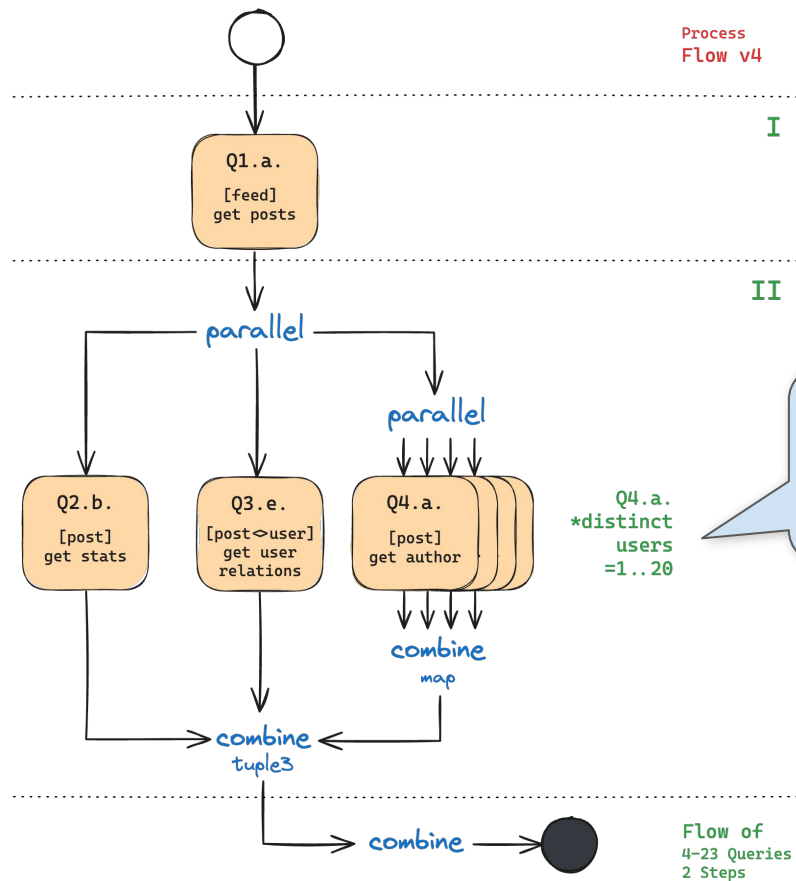 Process
Flow v4
I
Q1.a.
[feed]
get posts
II
parallel
parallel
Q2.b.
[post]
get stats
Q3.e.
[post<>user]
get user
relations
Q4.a.
[post]
get author
Q4.a.
*distinct
users
=1..20
combine
map
combine
tuple3
combine
Flow of
4-23 Queries
2 Steps